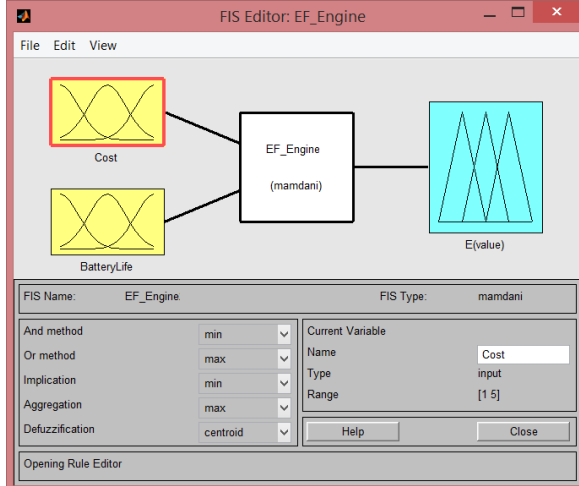 FIS Editor: EF_Engine
File Edit View
Cost
BatteryLife
EF_Engine
(mamdani)
E(value)
FIS Name: EF_Engine FIS Type: mamdani
And method min
Or method max
Implication min
Aggregation max
Defuzzification centroid
Current Variable
Name Cost
Type input
Range [1 5]
Help Close
Opening Rule Editor